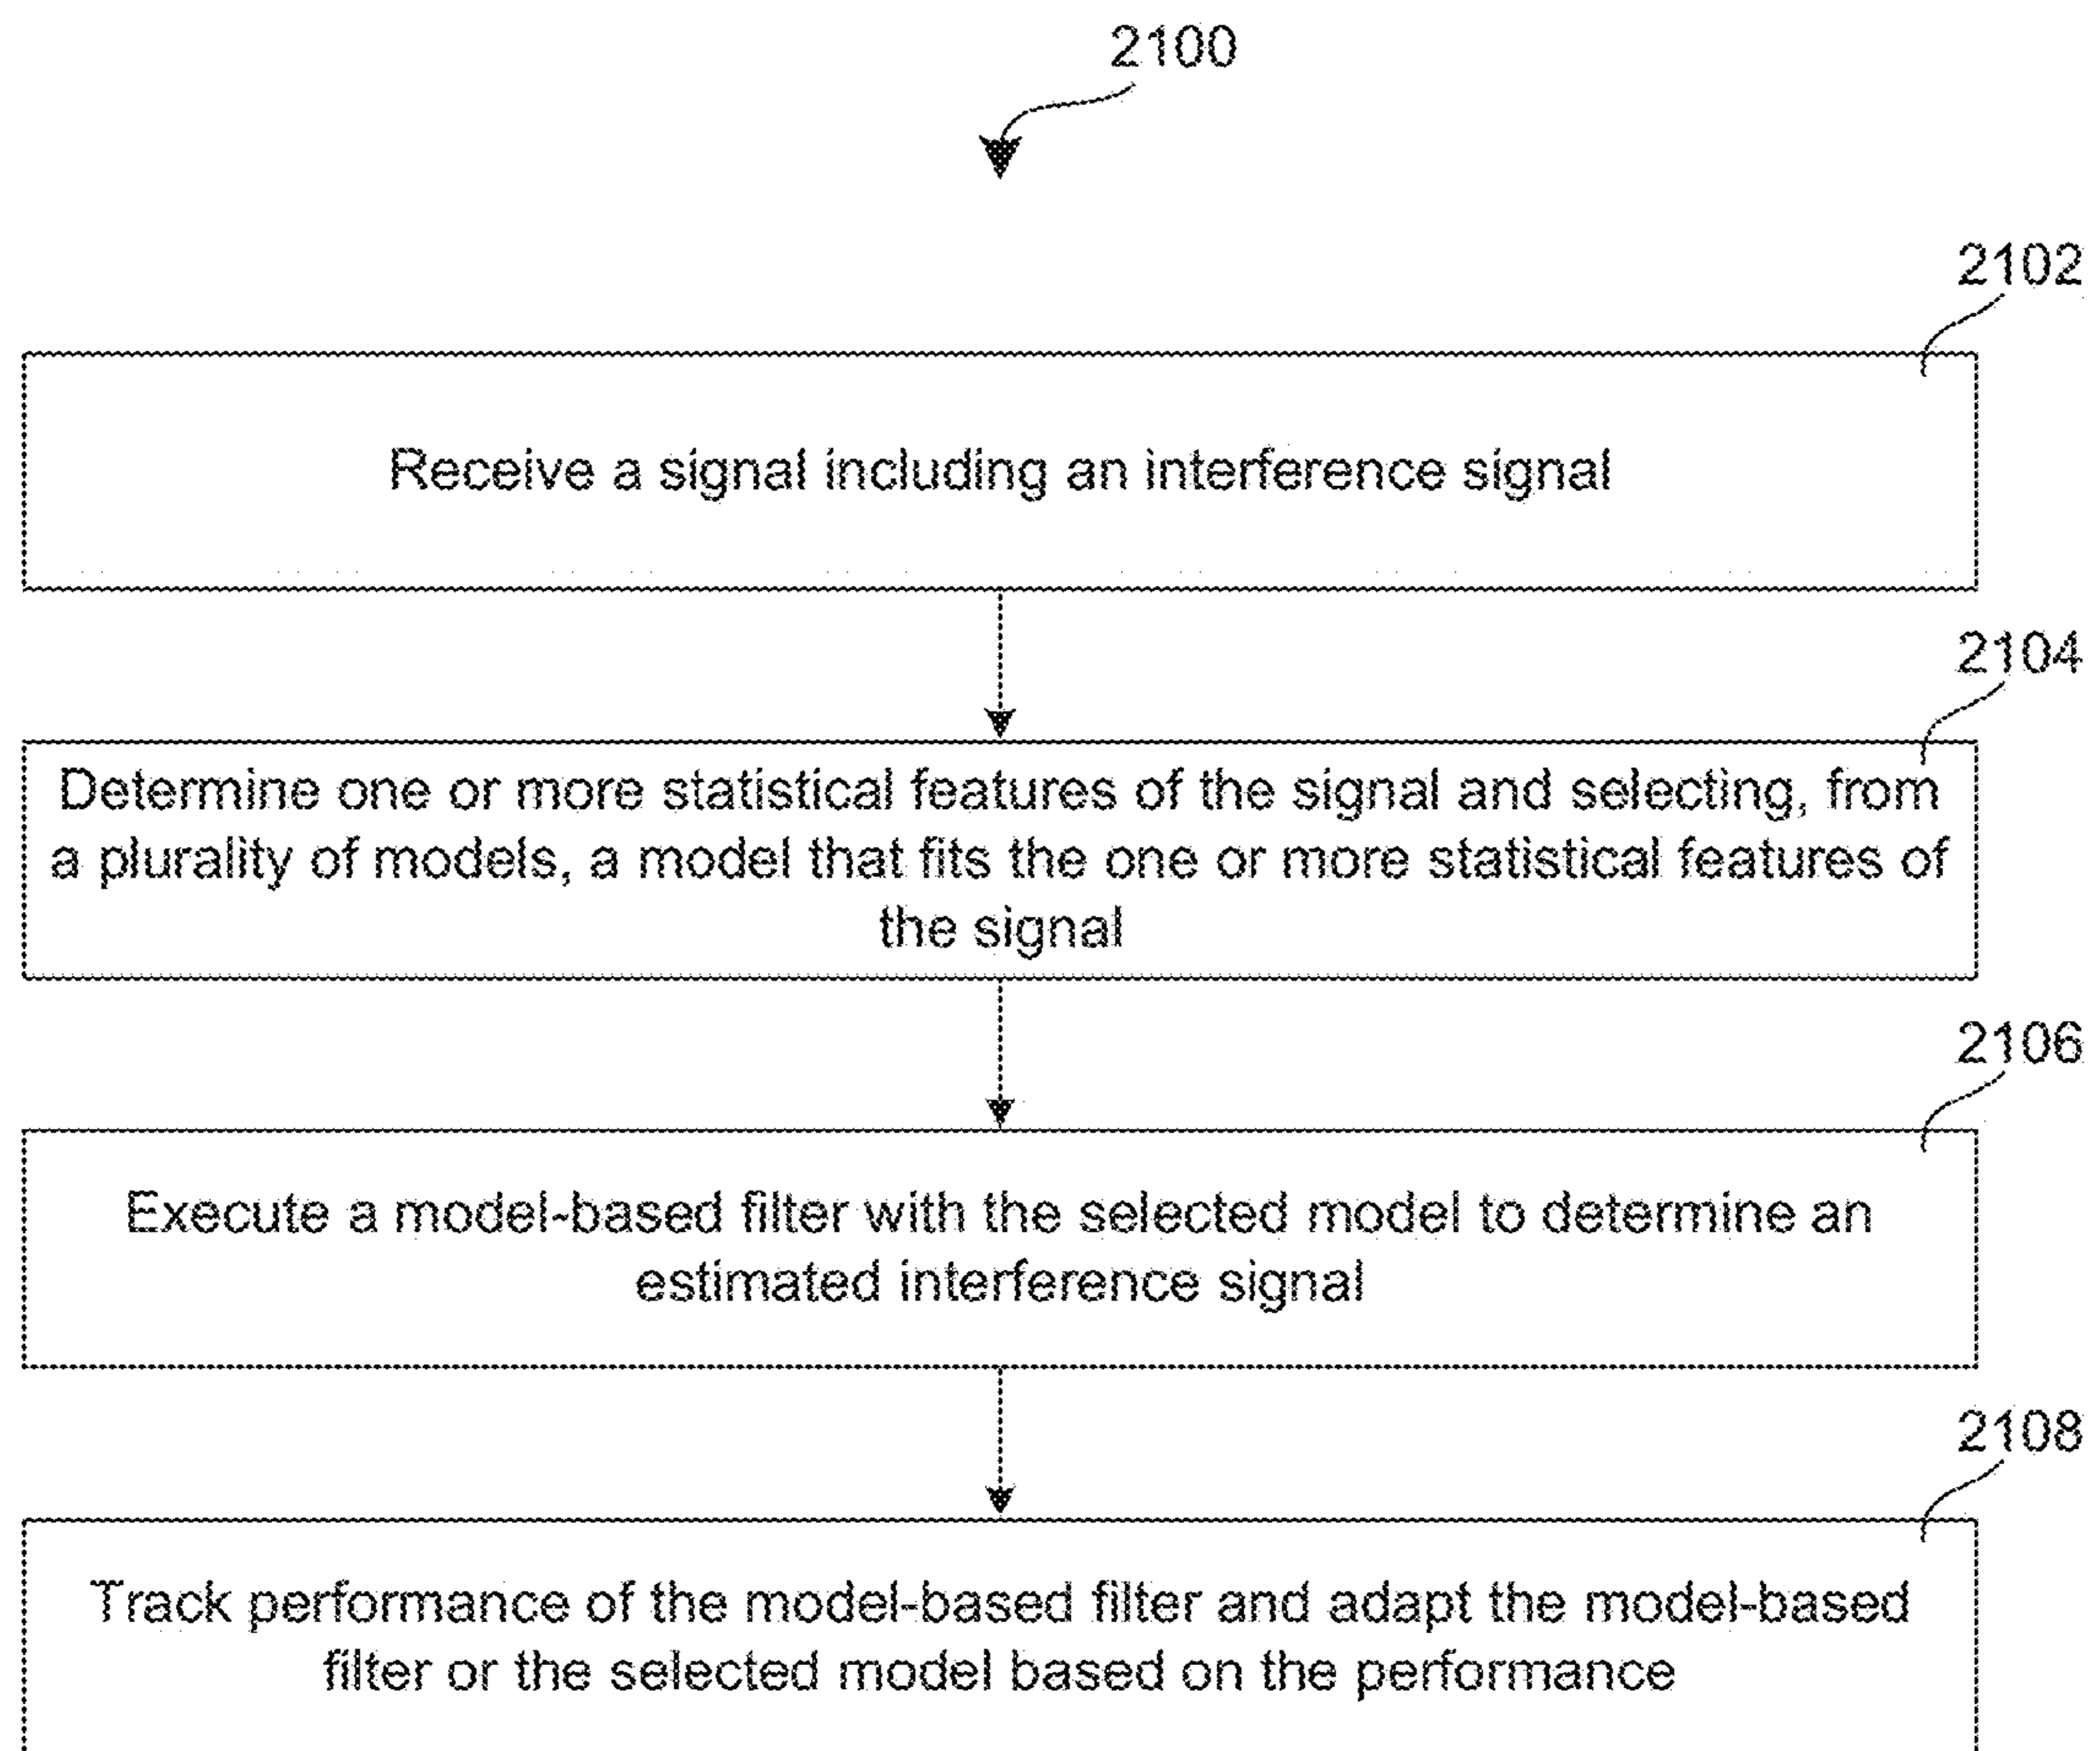 2100
2102
Receive a signal including an interference signal
2104
Determine one or more statistical features of the signal and selecting, from
a plurality of models, a model that fits the one or more statistical features of
the signal
2106
Execute a model-based filter with the selected model to determine an
estimated interference signal
2108
Track performance of the model-based filter and adapt the model-based
filter or the selected model based on the performance